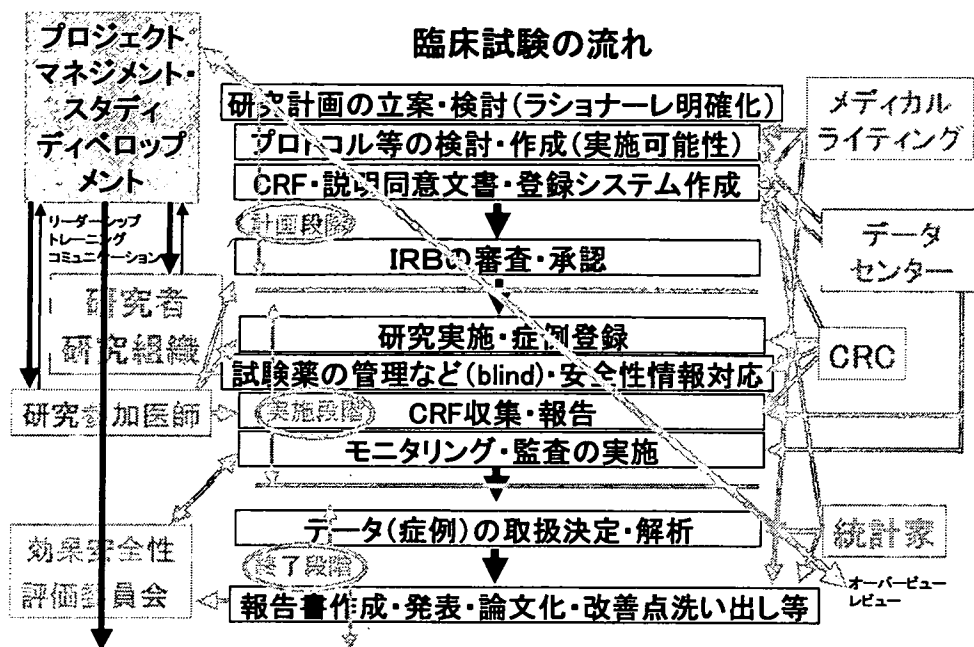 臨床試験の流れ
プロジェクト
マネジメント・
スタディ
ディベロップ
メント
リーダーシップ
トレーニング
コミュニケーション
研究者
研究組織
研究参加医師
効果安全性
評価委員会
研究計画の立案・検討(ラショナーレ明確化)
プロトコル等の検討・作成(実施可能性)
CRF・説明同意文書・登録システム作成
計画段階
IRBの審査・承認
研究実施・症例登録
試験薬の管理など(blind)・安全性情報対応
実施段階
CRF収集・報告
モニタリング・監査の実施
データ(症例)の取扱決定・解析
終了段階
報告書作成・発表・論文化・改善点洗い出し等
メディカル
ライティング
データ
センター
CRC
統計家
オーバービュー
レビュー